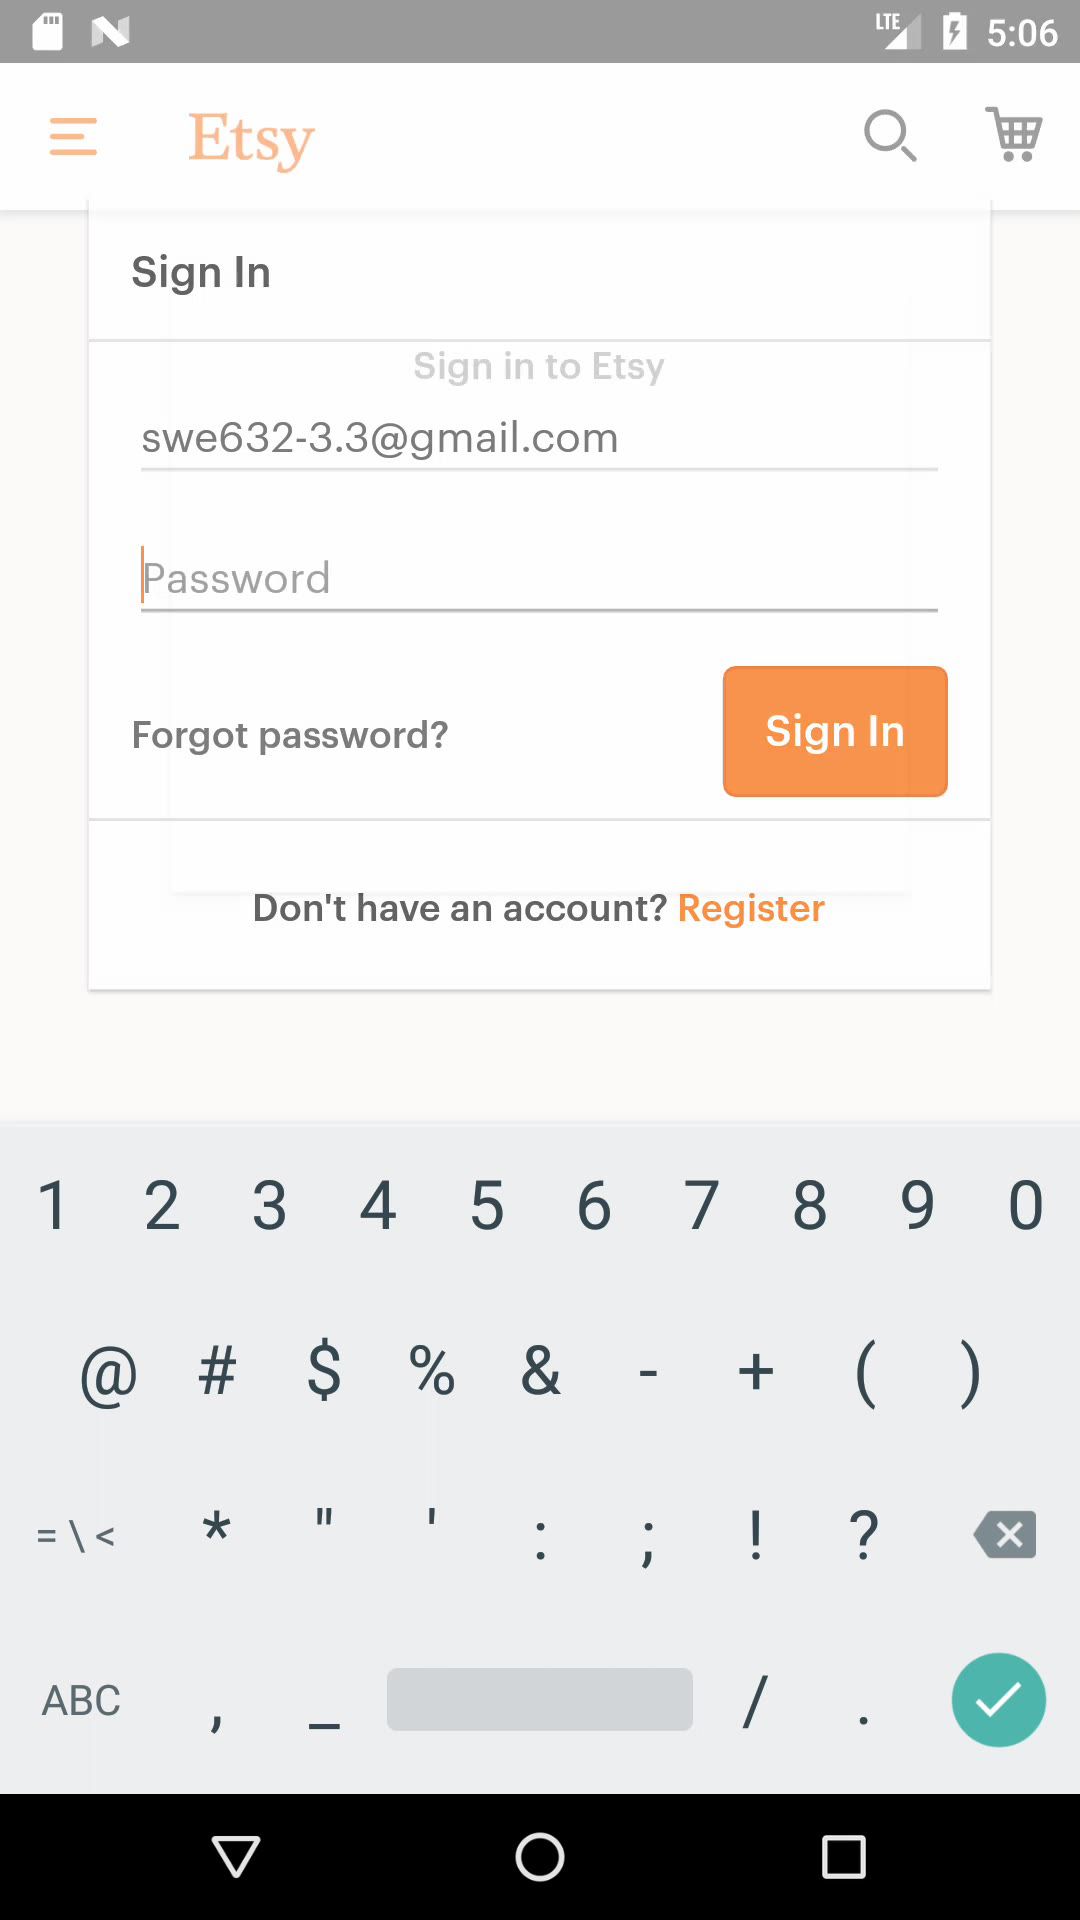 LTE 5:06
Etsy
Sign In
Sign in to Etsy
swe632-3.3@gmail.com
Password
Forgot password?
Sign In
Don't have an account? Register
1 2 3 4 5 6 7 8 9 0
@ # $ % & - + ( )
= \ < * " ' : ; ! ?
ABC , _ / .